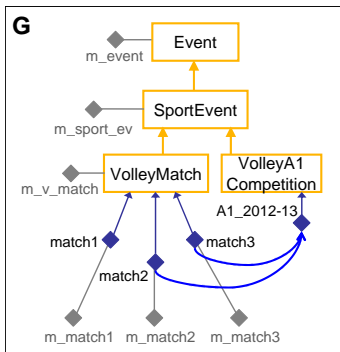 G
Event
m_event
SportEvent
m_sport_ev
VolleyMatch
VolleyA1
Competition
m_v_match
A1_2012-13
match1
match3
match2
m_match1
m_match2
m_match3